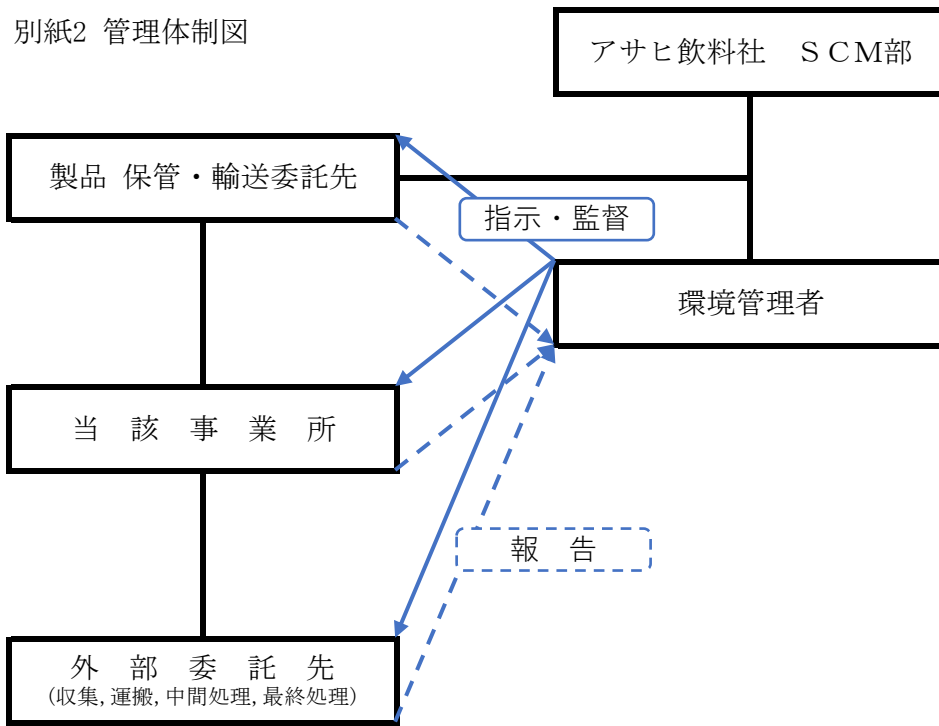 別紙2 管理体制図
アサヒ飲料社　SCM部
製品 保管・輸送委託先
指示・監督
環境管理者
当 該 事 業 所
報 告
外 部 委 託 先
(収集,運搬,中間処理,最終処理)